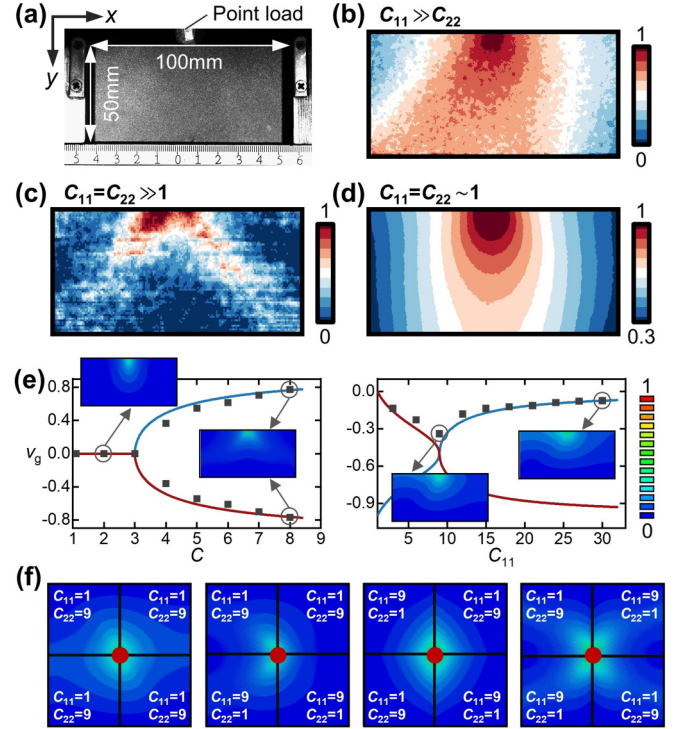 (a) x Point load
y
100mm
50mm
5 4 3 2 1 0 1 2 3 4 5 6
(b) C₁₁ ≫ C₂₂
1
0
(c) C₁₁=C₂₂ ≫1
1
0
(d) C₁₁=C₂₂ ~1
1
0.3
(e)
0.8
0.4
0.0
-0.4
-0.8
v_g
1 2 3 4 5 6 7 8 9
C
0.0
-0.3
-0.6
-0.9
5 10 15 20 25 30
C₁₁
1
0
(f)
C₁₁=1 C₁₁=1 C₁₁=1 C₁₁=1 C₁₁=9 C₁₁=1 C₁₁=1 C₁₁=9
C₂₂=9 C₂₂=9 C₂₂=9 C₂₂=9 C₂₂=1 C₂₂=9 C₂₂=9 C₂₂=1
C₁₁=1 C₁₁=1 C₁₁=9 C₁₁=9 C₁₁=9 C₁₁=9 C₁₁=9 C₁₁=1
C₂₂=9 C₂₂=9 C₂₂=1 C₂₂=1 C₂₂=1 C₂₂=1 C₂₂=1 C₂₂=9